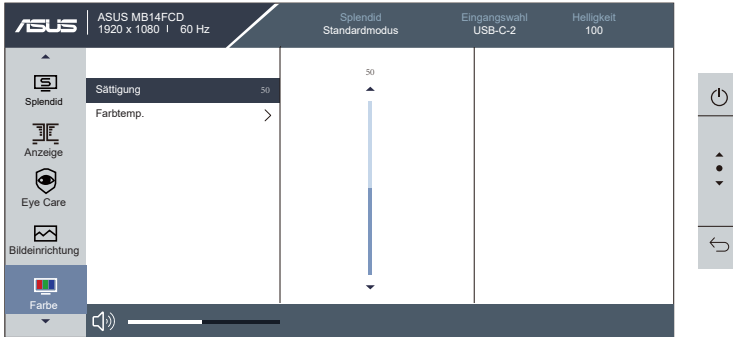 ASUS
ASUS MB14FCD
1920 x 1080 I 60 Hz
Splendid
Standardmodus
Eingangswahl
USB-C-2
Helligkeit
100
Splendid
Anzeige
Eye Care
Bildeinrichtung
Farbe
Sättigung 50
Farbtemp.
50